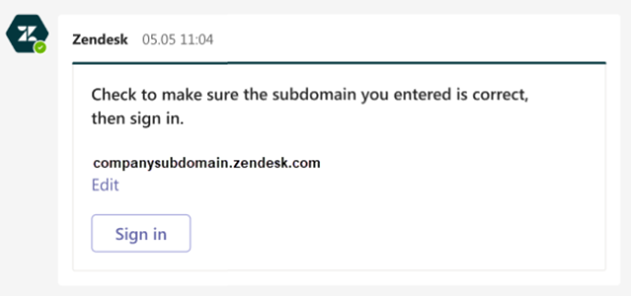 Zendesk 05.05 11:04
Check to make sure the subdomain you entered is correct,
then sign in.
companysubdomain.zendesk.com
Edit
Sign in